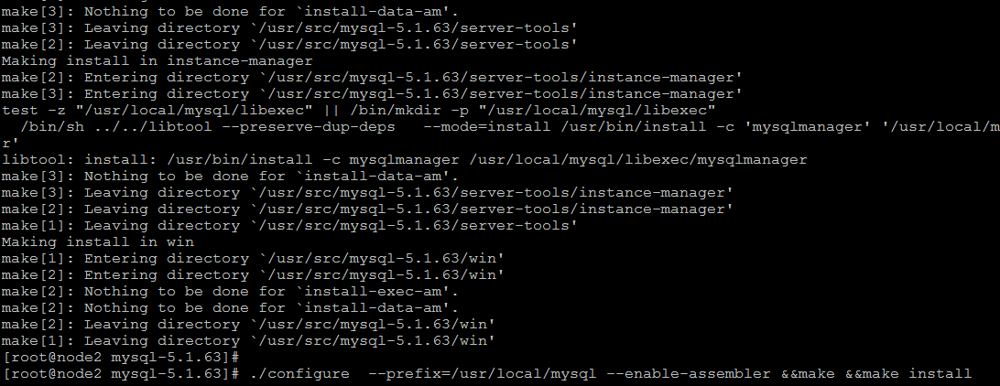 make[3]: Nothing to be done for `install-data-am'.
make[3]: Leaving directory `/usr/src/mysql-5.1.63/server-tools'
make[2]: Leaving directory `/usr/src/mysql-5.1.63/server-tools'
Making install in instance-manager
make[2]: Entering directory `/usr/src/mysql-5.1.63/server-tools/instance-manager'
make[3]: Entering directory `/usr/src/mysql-5.1.63/server-tools/instance-manager'
test -z "/usr/local/mysql/libexec" || /bin/mkdir -p "/usr/local/mysql/libexec"
  /bin/sh ../../libtool --preserve-dup-deps   --mode=install /usr/bin/install -c 'mysqlmanager' '/usr/local/m
r'
libtool: install: /usr/bin/install -c mysqlmanager /usr/local/mysql/libexec/mysqlmanager
make[3]: Nothing to be done for `install-data-am'.
make[3]: Leaving directory `/usr/src/mysql-5.1.63/server-tools/instance-manager'
make[2]: Leaving directory `/usr/src/mysql-5.1.63/server-tools/instance-manager'
make[1]: Leaving directory `/usr/src/mysql-5.1.63/server-tools'
Making install in win
make[1]: Entering directory `/usr/src/mysql-5.1.63/win'
make[2]: Entering directory `/usr/src/mysql-5.1.63/win'
make[2]: Nothing to be done for `install-exec-am'.
make[2]: Nothing to be done for `install-data-am'.
make[2]: Leaving directory `/usr/src/mysql-5.1.63/win'
make[1]: Leaving directory `/usr/src/mysql-5.1.63/win'
[root@node2 mysql-5.1.63]#
[root@node2 mysql-5.1.63]# ./configure  --prefix=/usr/local/mysql --enable-assembler &&make &&make install